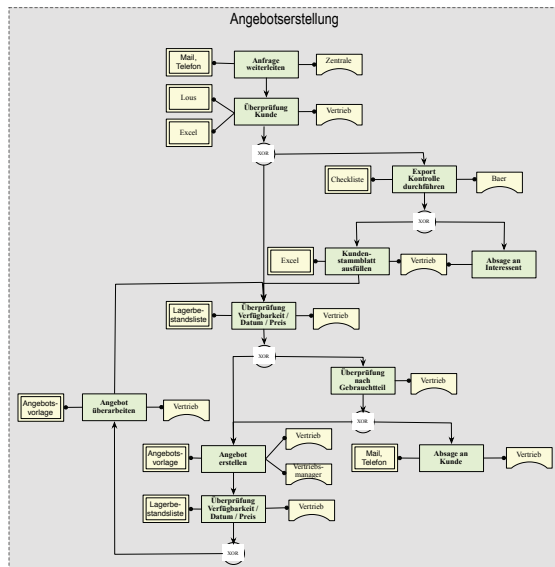 Angebotserstellung
Mail,
Telefon
Anfrage
weiterleiten
Zentrale
Lous
Überprüfung
Kunde
Vertrieb
Excel
XOR
Checkliste
Export
Kontrolle
durchführen
Baer
XOR
Excel
Kunden-
stammblatt
ausfüllen
Vertrieb
Absage an
Interessent
Lagerbe-
standsliste
Überprüfung
Verfügbarkeit /
Datum / Preis
Vertrieb
XOR
Überprüfung
nach
Gebrauchtteil
Vertrieb
Angebots-
vorlage
Angebot
überarbeiten
Vertrieb
XOR
Angebots-
vorlage
Angebot
erstellen
Vertrieb
Vertriebs-
manager
Mail,
Telefon
Absage an
Kunde
Vertrieb
Lagerbe-
standsliste
Überprüfung
Verfügbarkeit /
Datum / Preis
Vertrieb
XOR